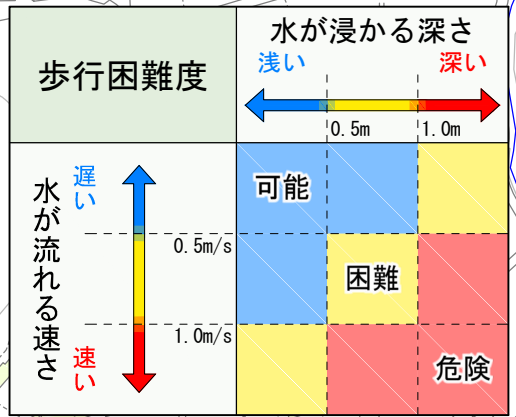 歩行困難度
水が浸かる深さ
浅い
深い
0.5m
1.0m
水が流れる速さ
遅い
速い
0.5m/s
1.0m/s
可能
困難
危険